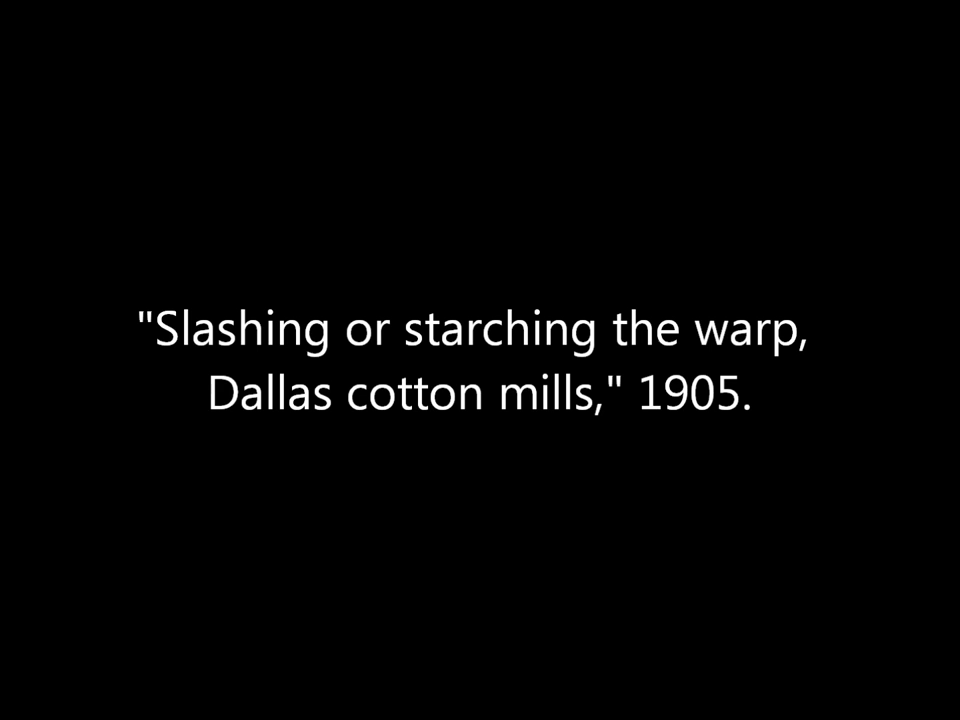 "Slashing or starching the warp,
Dallas cotton mills," 1905.